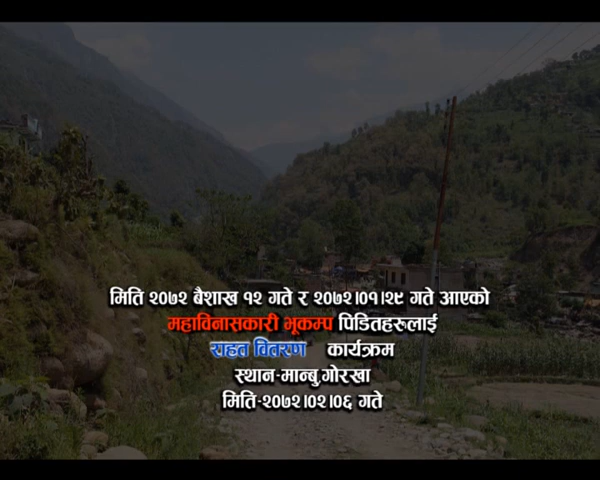 मिति २०७२ बैशाख १२ गते र २०७२।०१।२९ गते आएको
महाविनासकारी भूकम्प पिडितहरुलाई
राहत वितरण कार्यक्रम
स्थान-मान्बु,गोरखा
मिति-२०७२।०२।०६ गते